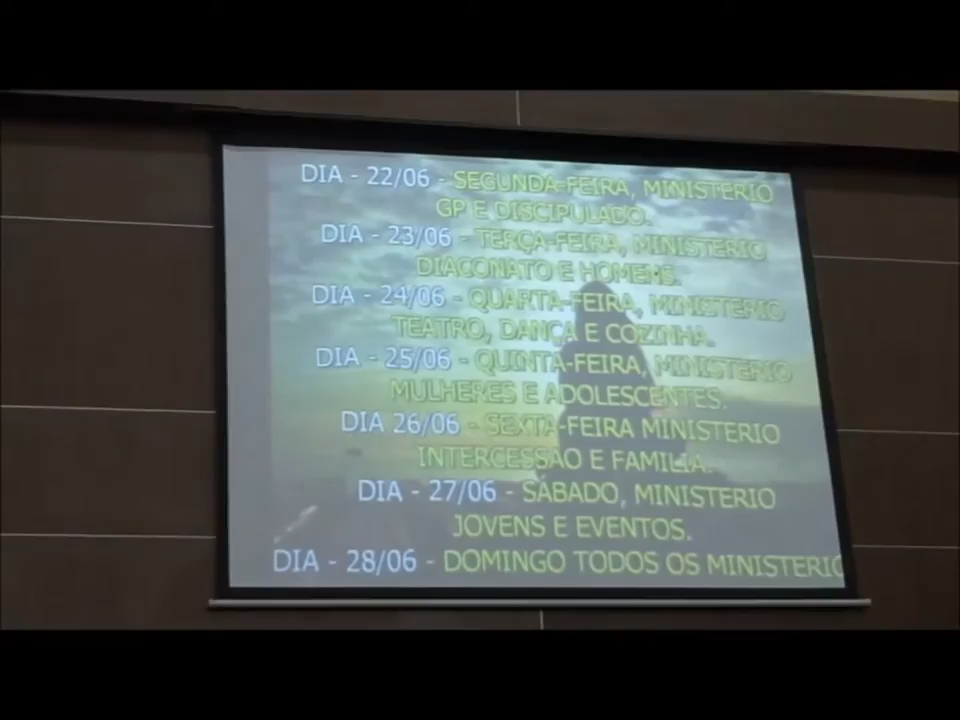 DIA - 22/06 - SEGUNDA-FEIRA, MINISTERIO
GP E DISCIPULADO.
DIA - 23/06 - TERÇA-FEIRA, MINISTERIO
DIACONATO E HOMENS.
DIA - 24/06 - QUARTA-FEIRA, MINISTERIO
TEATRO, DANÇA E COZINHA.
DIA - 25/06 - QUINTA-FEIRA, MINISTERIO
MULHERES E ADOLESCENTES.
DIA 26/06 - SEXTA-FEIRA MINISTERIO
INTERCESSÃO E FAMILIA.
DIA - 27/06 - SABADO, MINISTERIO
JOVENS E EVENTOS.
DIA - 28/06 - DOMINGO TODOS OS MINISTERIO